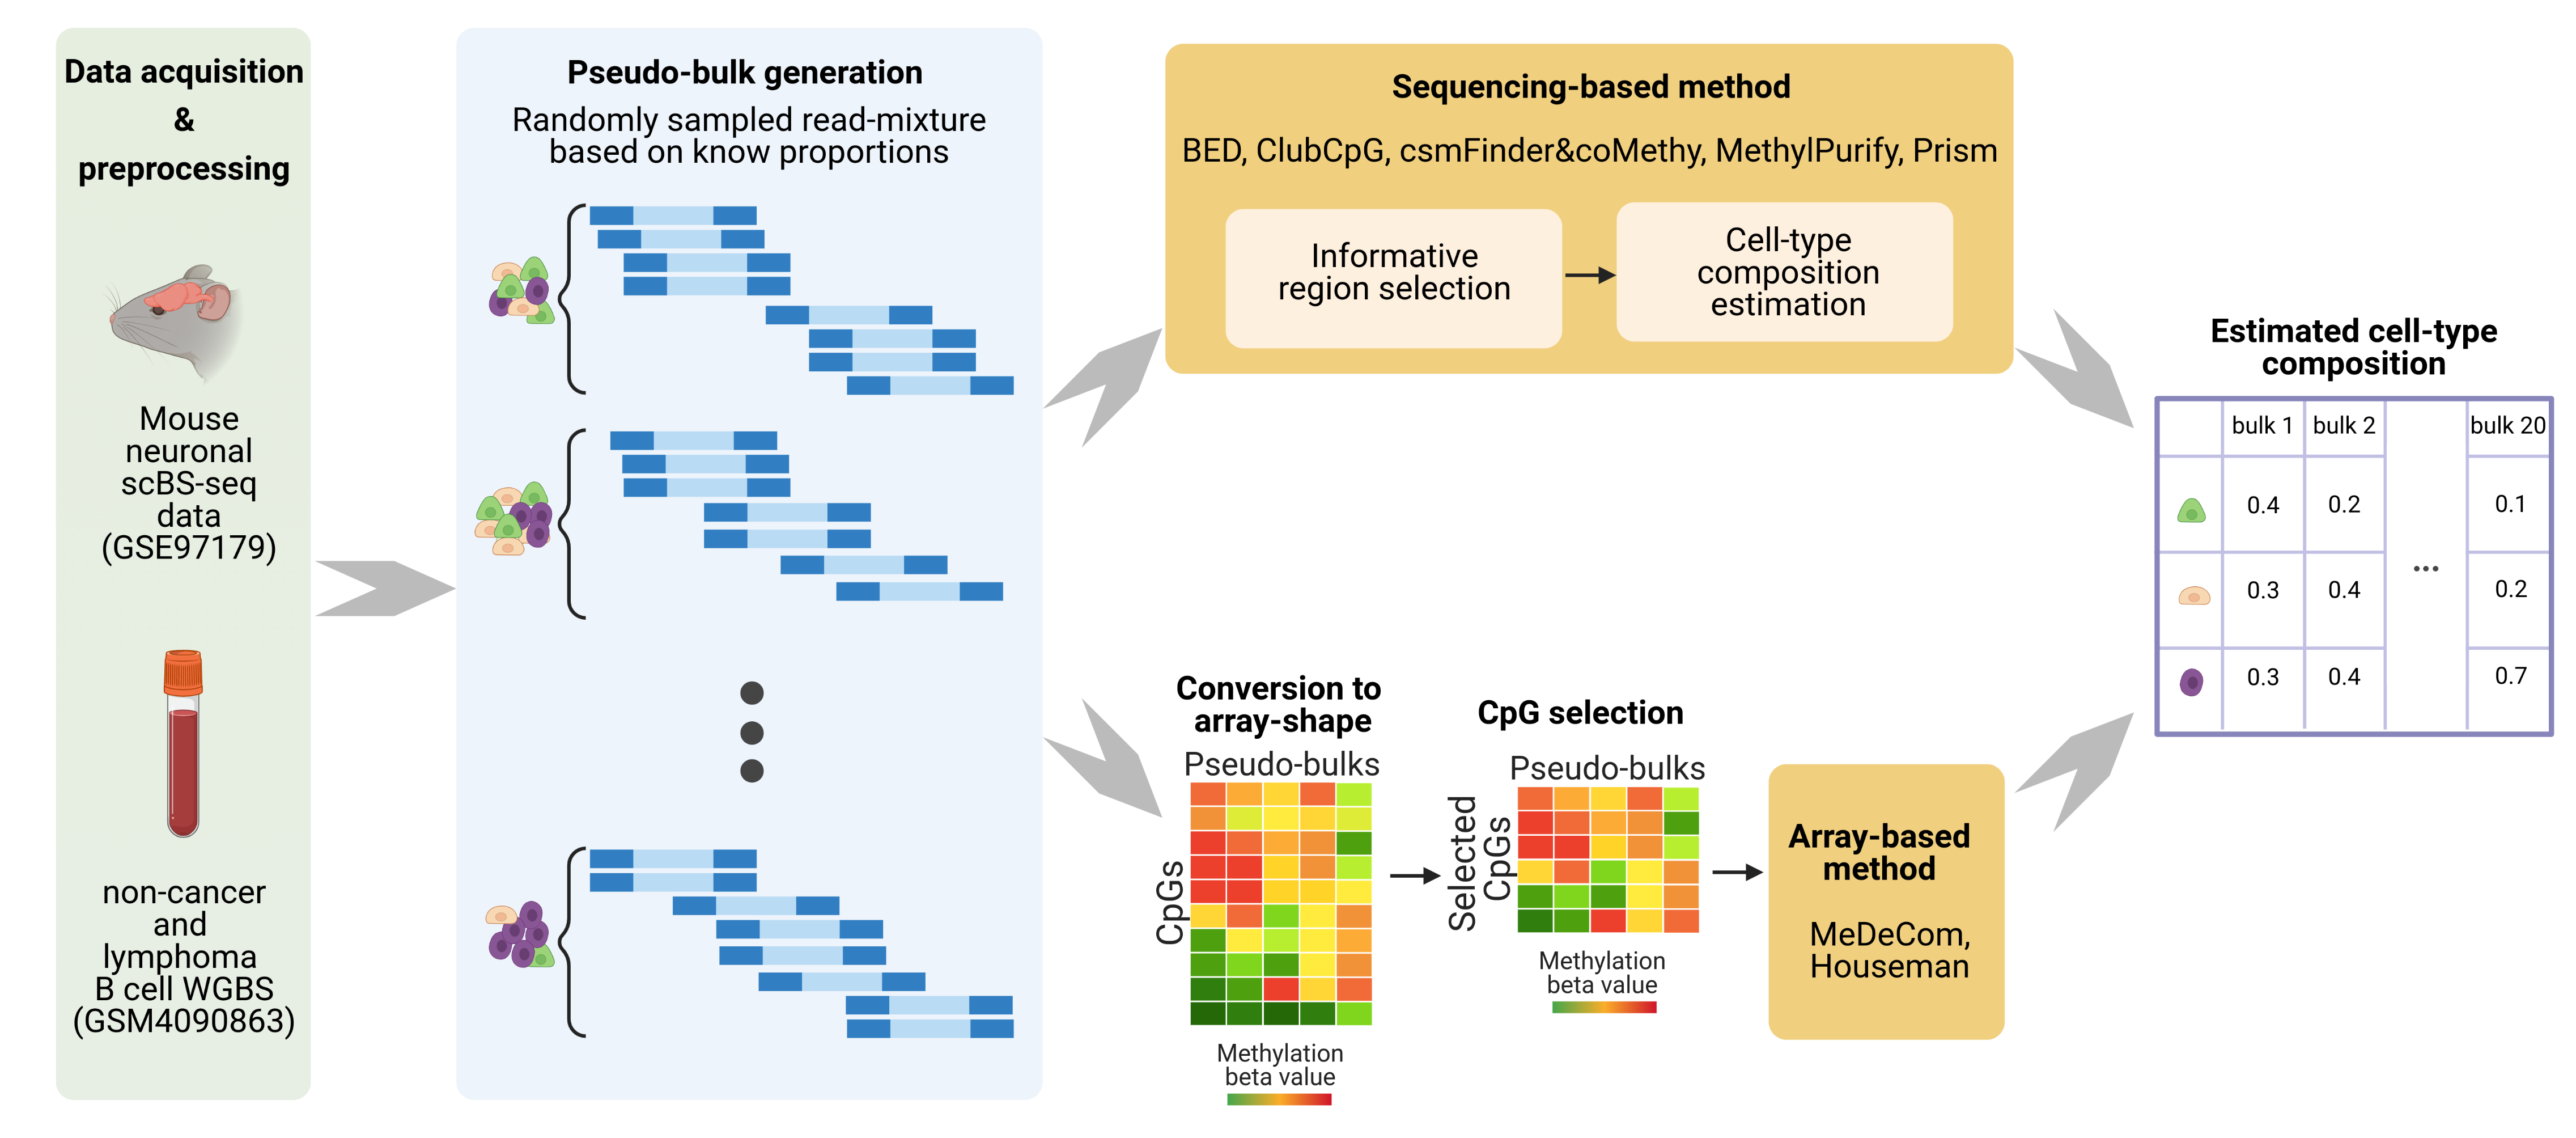 Data acquisition
&
preprocessing
Mouse
neuronal
scBS-seq
data
(GSE97179)
non-cancer
and
lymphoma
B cell WGBS
(GSM4090863)
Pseudo-bulk generation
Randomly sampled read-mixture
based on know proportions
Sequencing-based method
BED, ClubCpG, csmFinder&coMethy, MethylPurify, Prism
Informative
region selection
Cell-type
composition
estimation
Conversion to
array-shape
Pseudo-bulks
CpGs
Methylation
beta value
CpG selection
Pseudo-bulks
Selected
CpGs
Methylation
beta value
Array-based
method
MeDeCom,
Houseman
Estimated cell-type
composition
bulk 1 bulk 2 bulk 20
0.4 0.2 0.1
...
0.3 0.4 0.2
0.3 0.4 0.7